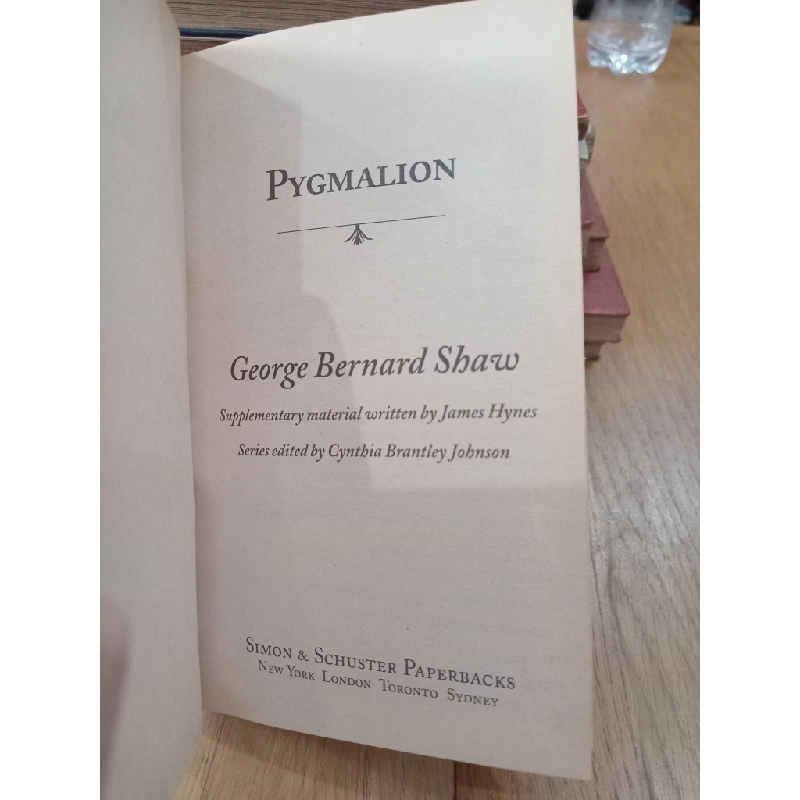 PYGMALION
George Bernard Shaw
Supplementary material written by James Hynes
Series edited by Cynthia Brantley Johnson
SIMON & SCHUSTER PAPERBACKS
NEW YORK LONDON TORONTO SYDNEY